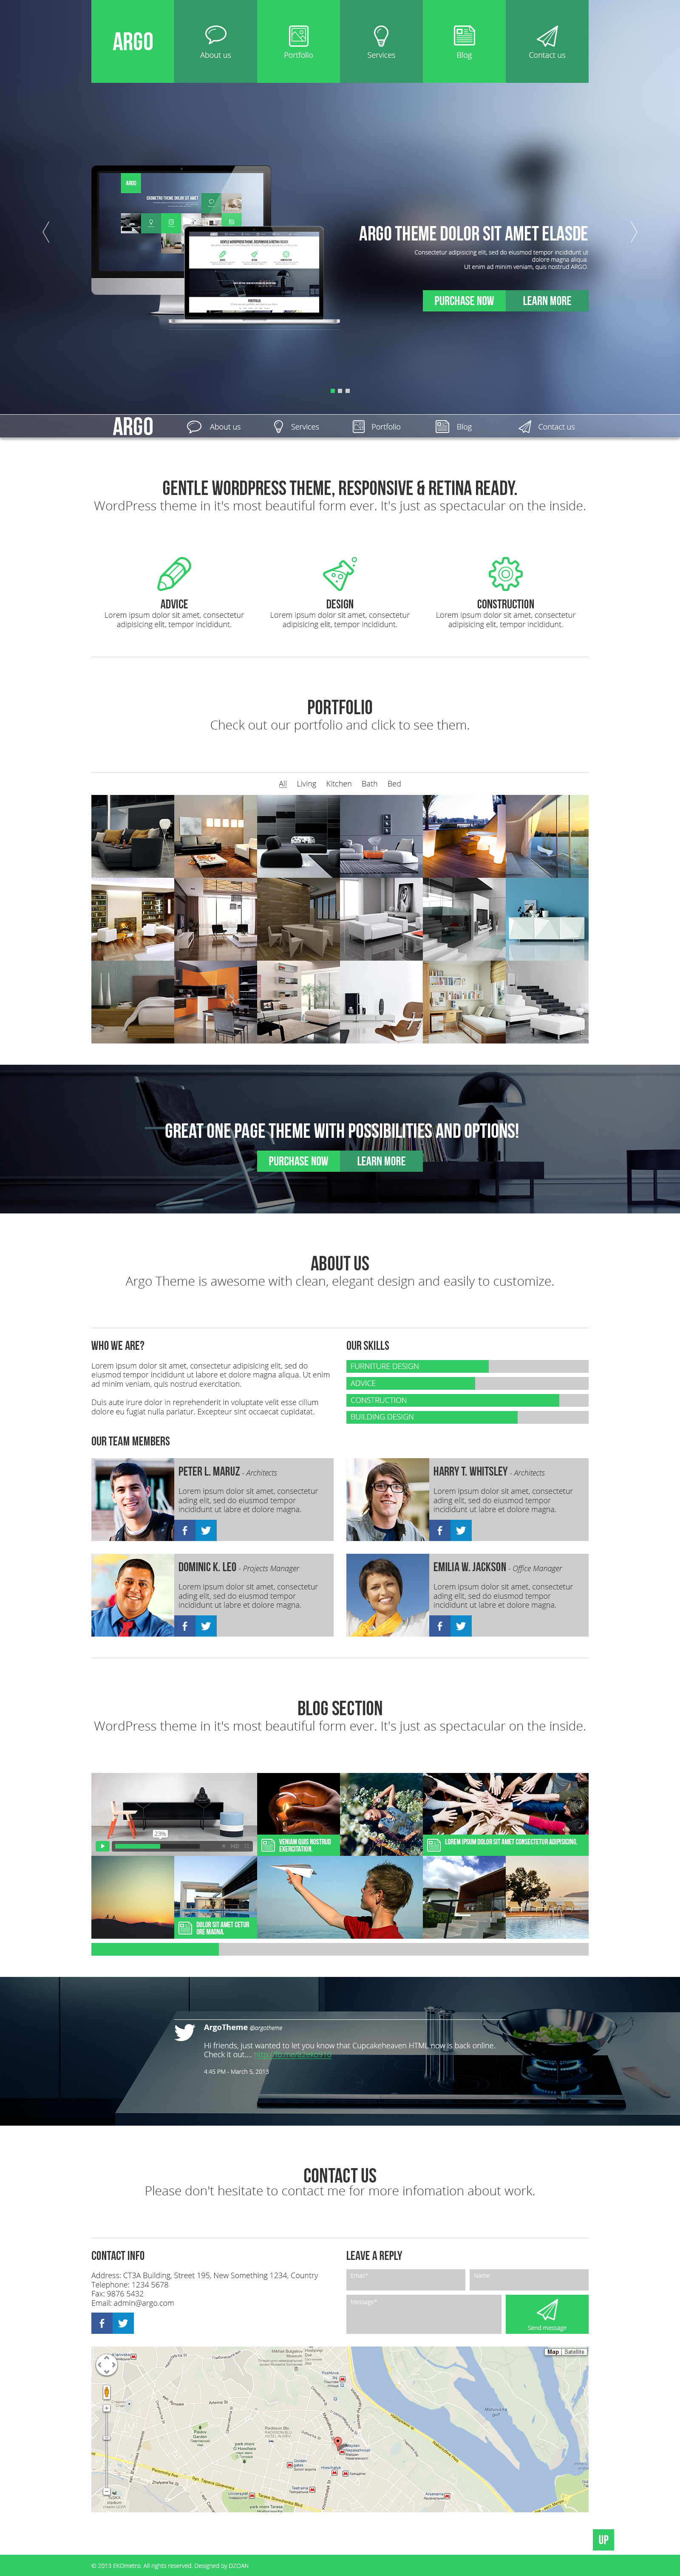 ARGO
About us
Portfolio
Services
Blog
Contact us
ARGO
ARGO THEME DOLOR SIT AMET ELASDE
Consectetur adipisicing elit, sed do eiusmod tempor incididunt ut
dolore magna aliqua.
Ut enim ad minim veniam, quis nostrud ARGO.
PURCHASE NOW
LEARN MORE
ARGO
About us
Services
Portfolio
Blog
Contact us
GENTLE WORDPRESS THEME, RESPONSIVE & RETINA READY.
WordPress theme in it's most beautiful form ever. It's just as spectacular on the inside.
ADVICE
Lorem ipsum dolor sit amet, consectetur
adipisicing elit, tempor incididunt.
DESIGN
Lorem ipsum dolor sit amet, consectetur
adipisicing elit, tempor incididunt.
CONSTRUCTION
Lorem ipsum dolor sit amet, consectetur
adipisicing elit, tempor incididunt.
PORTFOLIO
Check out our portfolio and click to see them.
All Living Kitchen Bath Bed
GREAT ONE PAGE THEME WITH POSSIBILITIES AND OPTIONS!
PURCHASE NOW
LEARN MORE
ABOUT US
Argo Theme is awesome with clean, elegant design and easily to customize.
WHO WE ARE?
Lorem ipsum dolor sit amet, consectetur adipisicing elit, sed do
eiusmod tempor incididunt ut labore et dolore magna aliqua. Ut enim
ad minim veniam, quis nostrud exercitation.
Duis aute irure dolor in reprehenderit in voluptate velit esse cillum
dolore eu fugiat nulla pariatur. Excepteur sint occaecat cupidatat.
OUR SKILLS
FURNITURE DESIGN
ADVICE
CONSTRUCTION
BUILDING DESIGN
OUR TEAM MEMBERS
PETER L. MARUZ - Architects
Lorem ipsum dolor sit amet, consectetur
ading elit, sed do eiusmod tempor
incididunt ut labre et dolore magna.
HARRY T. WHITSLEY - Architects
Lorem ipsum dolor sit amet, consectetur
ading elit, sed do eiusmod tempor
incididunt ut labre et dolore magna.
DOMINIC K. LEO - Projects Manager
Lorem ipsum dolor sit amet, consectetur
ading elit, sed do eiusmod tempor
incididunt ut labre et dolore magna.
EMILIA W. JACKSON - Office Manager
Lorem ipsum dolor sit amet, consectetur
ading elit, sed do eiusmod tempor
incididunt ut labre et dolore magna.
BLOG SECTION
WordPress theme in it's most beautiful form ever. It's just as spectacular on the inside.
23%
VENIAM QUIS NOSTRUD
EXERCITATION.
LOREM IPSUM DOLOR SIT AMET CONSECTETUR ADIPISICING.
DOLOR SIT AMET CETUR
ORE MAGNA.
ArgoTheme @argotheme
Hi friends, just wanted to let you know that Cupcakeheaven HTML now is back online.
Check it out....
4:45 PM - March 5, 2013
CONTACT US
Please don't hesitate to contact me for more infomation about work.
CONTACT INFO
Address: CT3A Building, Street 195, New Something 1234, Country
Telephone: 1234 5678
Fax: 9876 5432
Email: admin@argo.com
LEAVE A REPLY
Email*
Name
Message*
Send message
Map Satellite
UP
© 2013 EKOmetro. All rights reserved. Designed by DZOAN